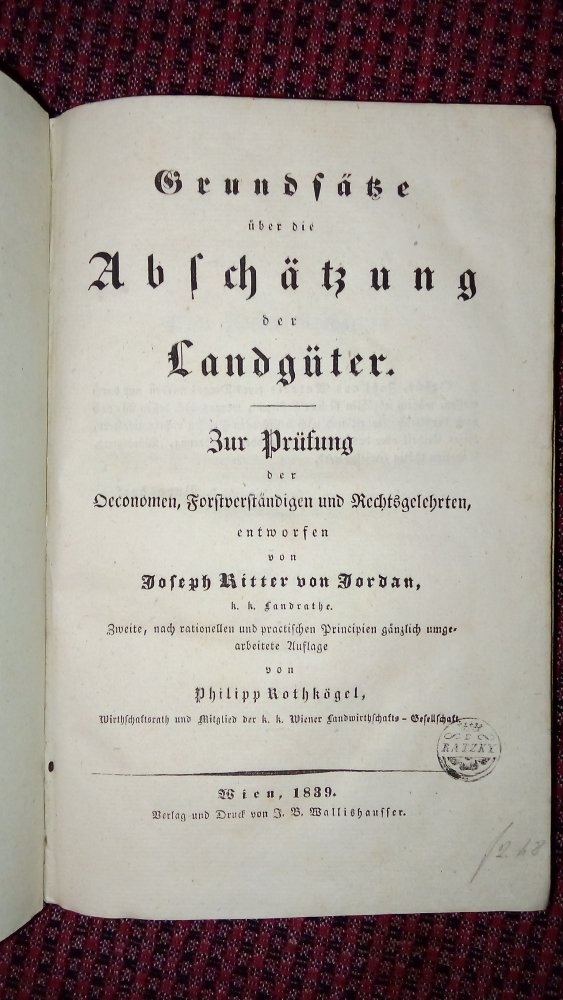 Grundsätze
über die
Abschätzung
der
Landgüter.
Zur Prüfung
der
Oeconomen, Forstverständigen und Rechtsgelehrten,
entworfen
von
Joseph Ritter von Jordan,
k. k. Landrathe.
Zweite, nach rationellen und practischen Principien gänzlich umge-
arbeitete Auflage
von
Philipp Rothkögel,
Wirthschaftsrath und Mitglied der k. k. Wiener Landwirthschafts-Gesellschaft.
RATZKY
Wien, 1839.
Verlag und Druck von J. B. Wallishausser.